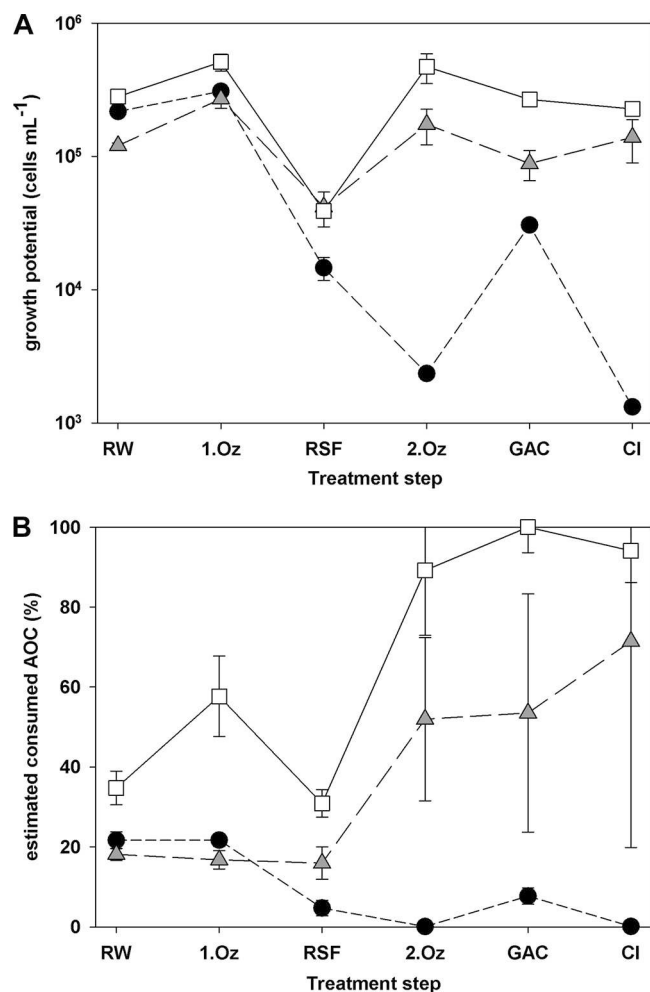 A
growth potential (cells mL⁻¹)
10⁶
10⁵
10⁴
10³
RW 1.Oz RSF 2.Oz GAC Cl
Treatment step
B
estimated consumed AOC (%)
100
80
60
40
20
0
RW 1.Oz RSF 2.Oz GAC Cl
Treatment step